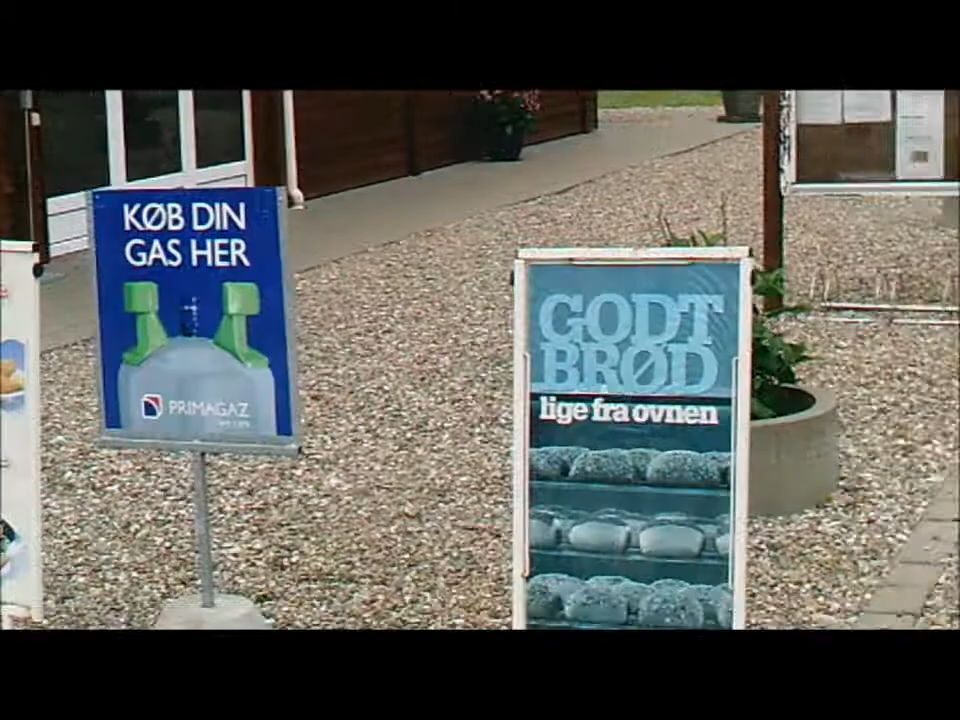 KØB DIN
GAS HER
PRIMAGAZ
GODT
BRØD
lige fra ovnen